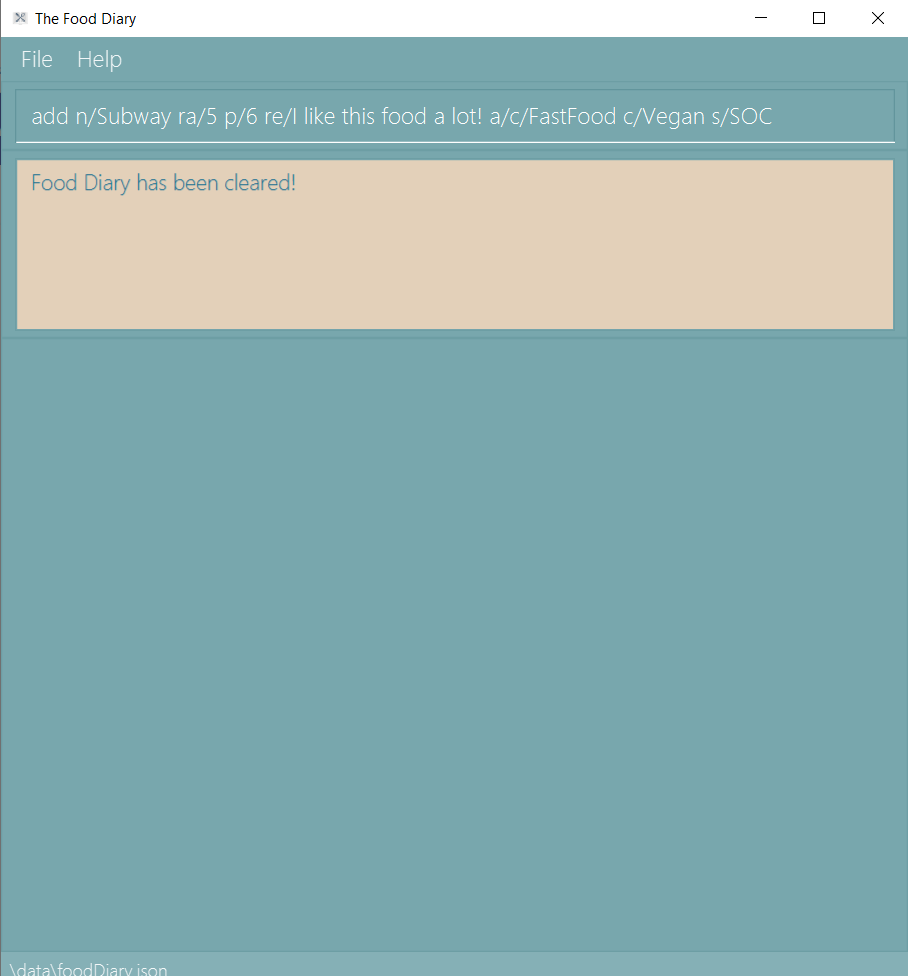 The Food Diary
File Help
add n/Subway ra/5 p/6 re/I like this food a lot! a/c/FastFood c/Vegan s/SOC
Food Diary has been cleared!
\data\foodDiary.json